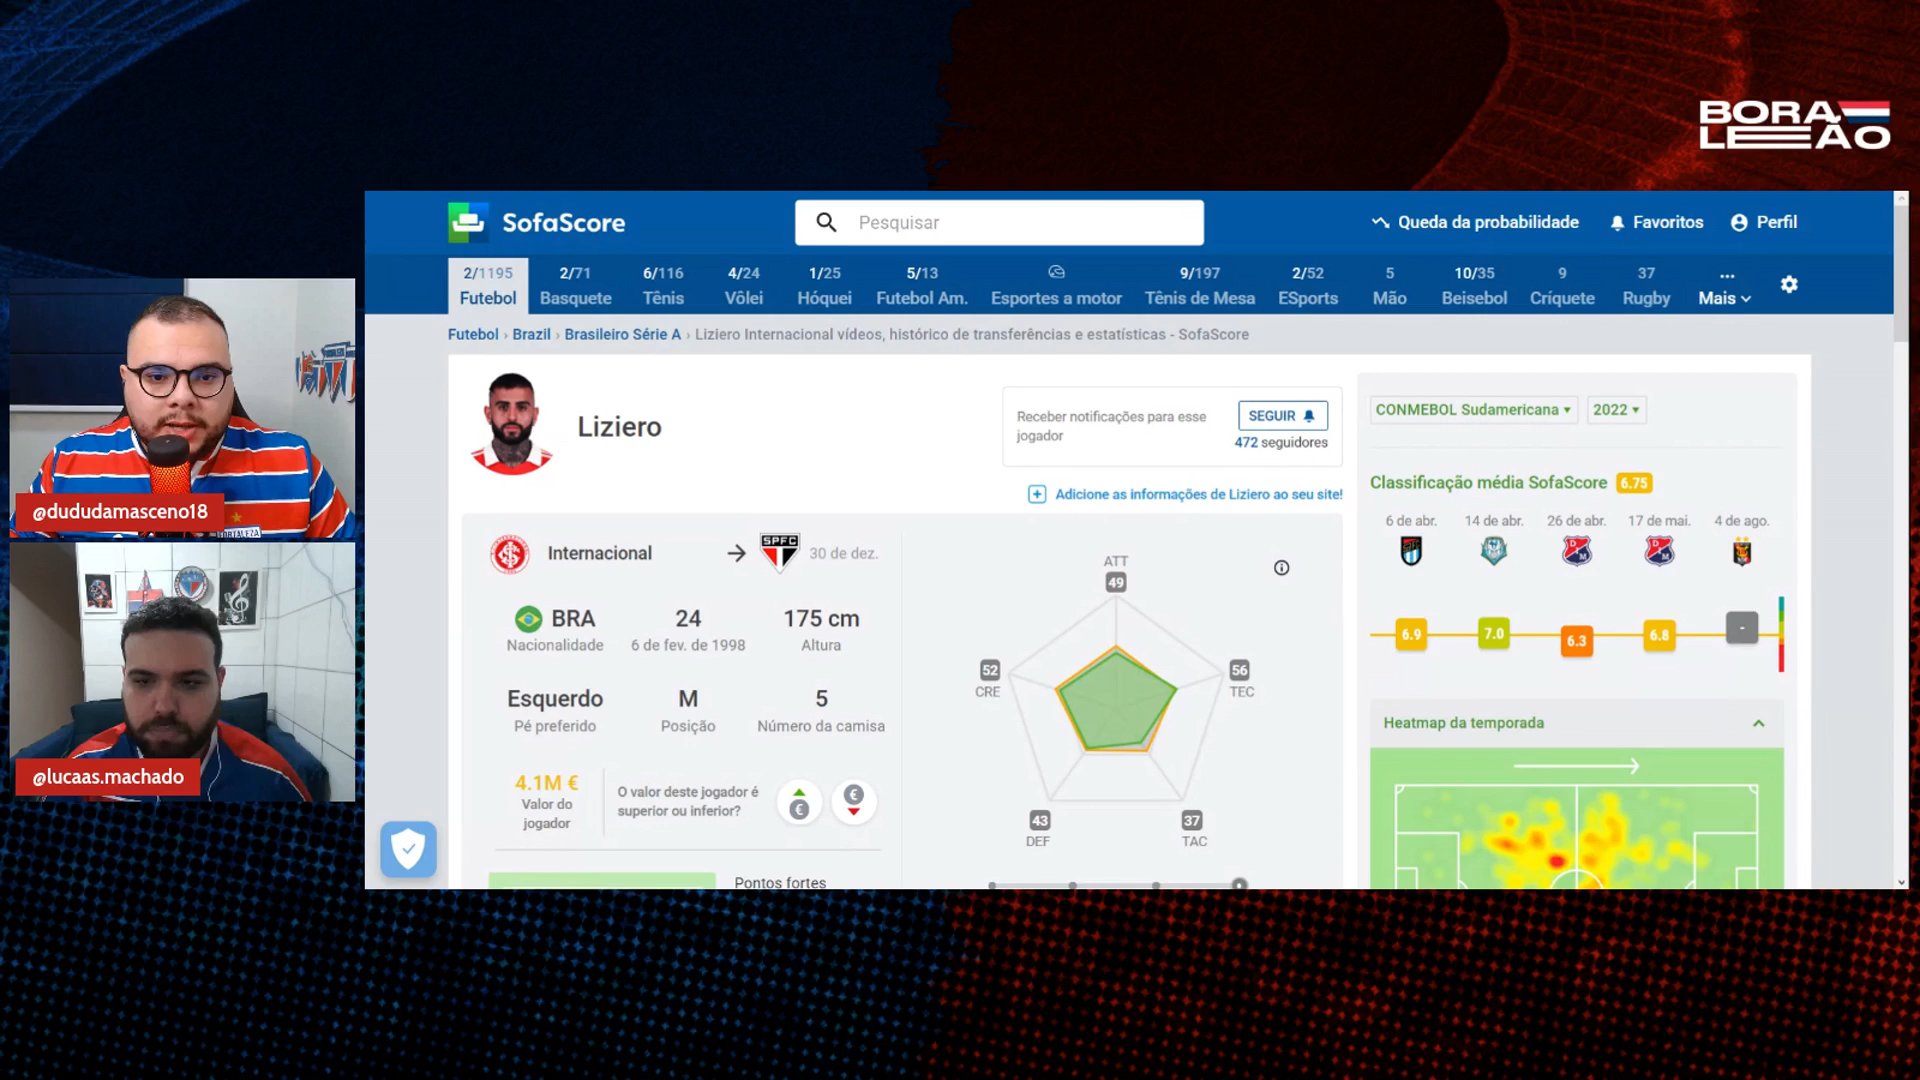 BORA
LEÃO
SofaScore
Pesquisar
Queda da probabilidade
Favoritos
Perfil
2/1195
Futebol
2/71
Basquete
6/116
Tênis
4/24
Vôlei
1/25
Hóquei
5/13
Futebol Am.
Esportes a motor
9/197
Tênis de Mesa
2/52
ESports
5
Mão
10/35
Beisebol
9
Críquete
37
Rugby
...
Mais
Futebol › Brazil › Brasileiro Série A › Liziero Internacional vídeos, histórico de transferências e estatísticas - SofaScore
Liziero
Receber notificações para esse
jogador
SEGUIR
472 seguidores
Adicione as informações de Liziero ao seu site!
CONMEBOL Sudamericana
2022
Classificação média SofaScore 6.75
6 de abr.
14 de abr.
26 de abr.
17 de mai.
4 de ago.
6.9
7.0
6.3
6.8
-
Heatmap da temporada
Internacional
SPFC
30 de dez.
BRA
Nacionalidade
24
6 de fev. de 1998
175 cm
Altura
Esquerdo
Pé preferido
M
Posição
5
Número da camisa
4.1M €
Valor do
jogador
O valor deste jogador é
superior ou inferior?
€
€
Pontos fortes
ATT
49
52
CRE
56
TEC
43
DEF
37
TAC
@dududamasceno18
FORTALEZA
@lucaas.machado